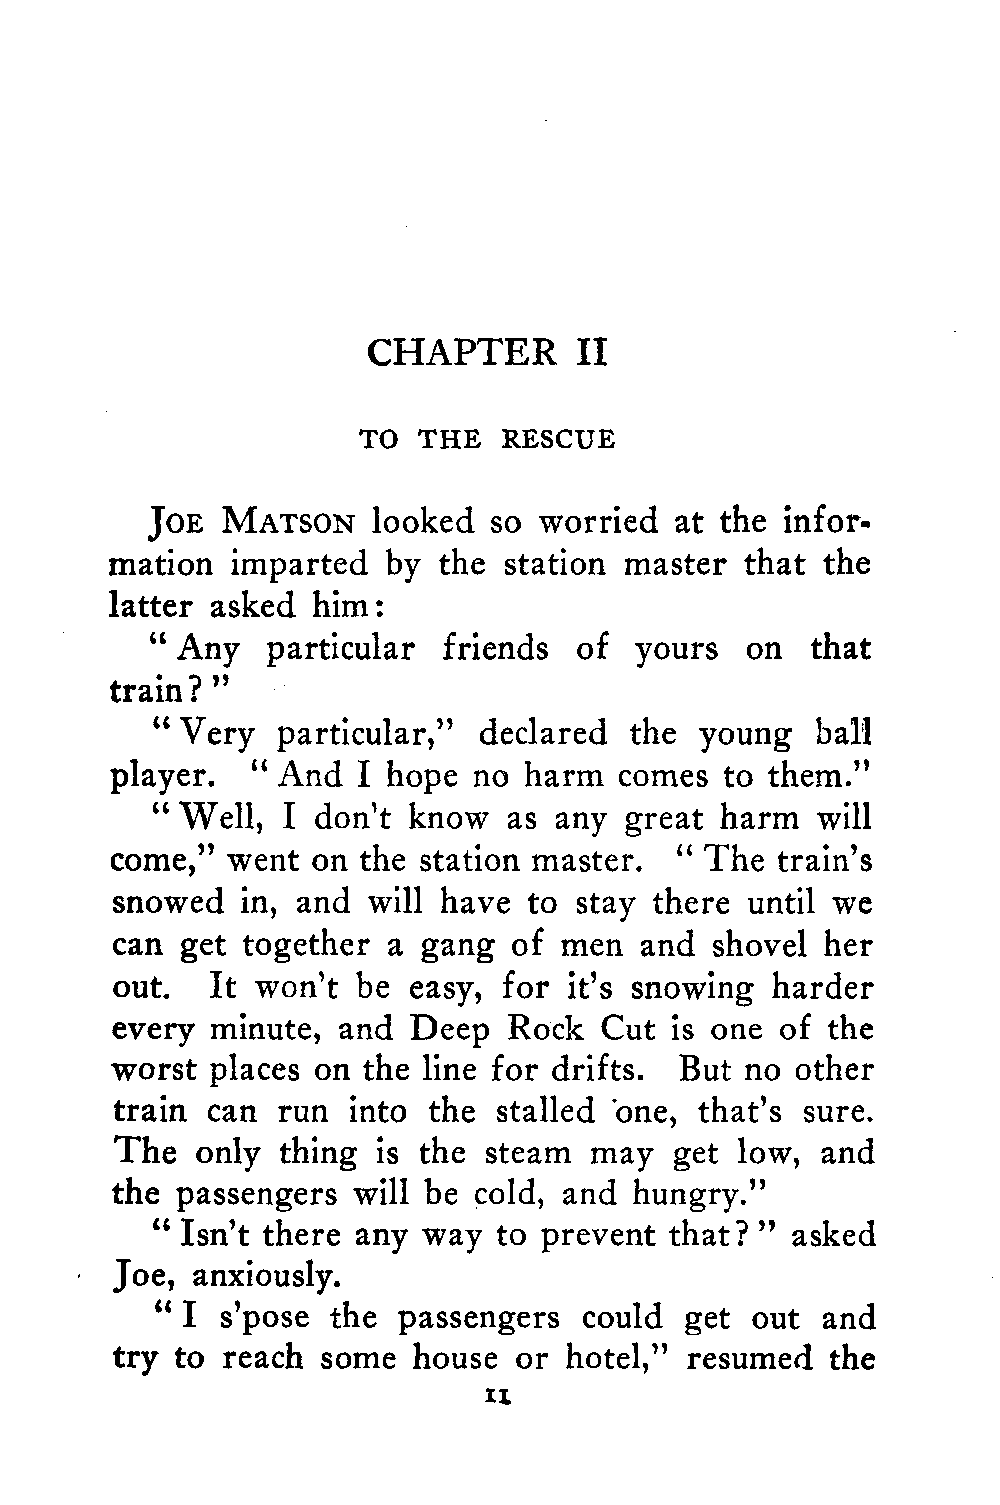 CHAPTER II
TO THE RESCUE
JOE MATSON looked so worried at the infor-
mation imparted by the station master that the
latter asked him:
" Any particular friends of yours on that
train? "
" Very particular," declared the young ball
player. " And I hope no harm comes to them."
" Well, I don't know as any great harm will
come," went on the station master. " The train's
snowed in, and will have to stay there until we
can get together a gang of men and shovel her
out. It won't be easy, for it's snowing harder
every minute, and Deep Rock Cut is one of the
worst places on the line for drifts. But no other
train can run into the stalled one, that's sure.
The only thing is the steam may get low, and
the passengers will be cold, and hungry."
" Isn't there any way to prevent that? " asked
Joe, anxiously.
" I s'pose the passengers could get out and
try to reach some house or hotel," resumed the
11